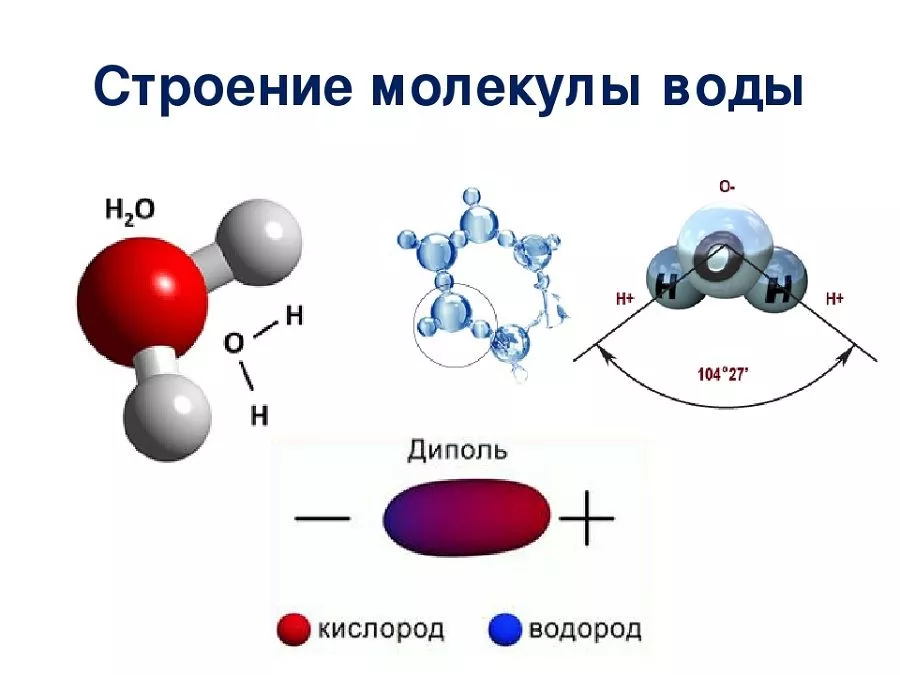 Строение молекулы воды
H₂O
O
H
H
O-
H+
O
H
H
H+
104°27'
Диполь
— +
кислород
водород